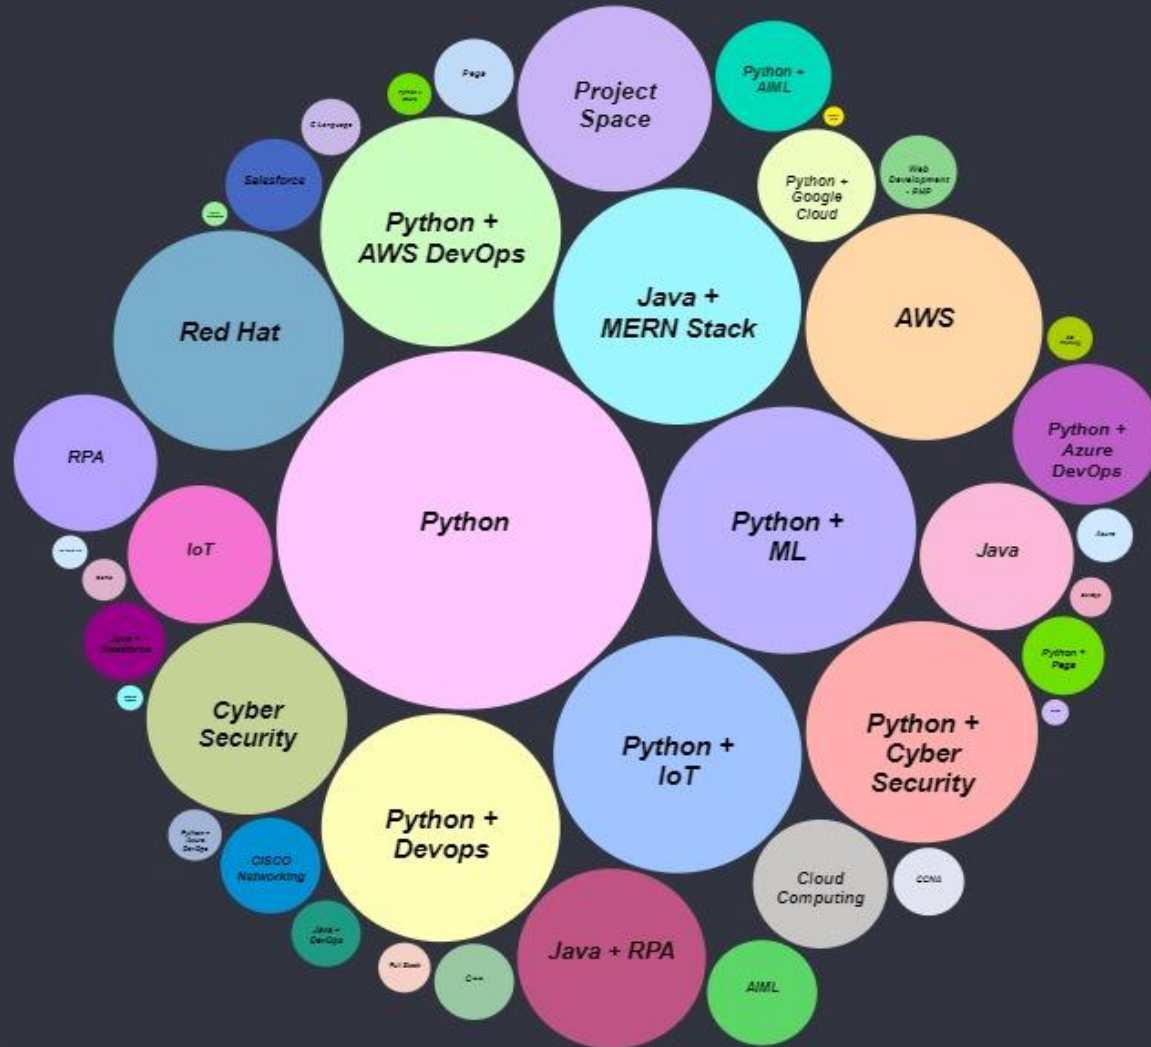 Pega
Project
Space
Python +
AIML
C Language
Salesforce
Python +
AWS DevOps
Python +
Google
Cloud
Web
Development
- PHP
Java +
MERN Stack
Red Hat
AWS
RPA
Python +
Azure
DevOps
IoT
Python
Python +
ML
Java
Azure
Java +
Salesforce
Python +
Pega
Cyber
Security
Python +
IoT
Python +
Cyber
Security
Python +
Azure
DevOps
CISCO
Networking
Python +
Devops
Cloud
Computing
CCNA
Java +
DevOps
Full Stack
C++
Java + RPA
AIML